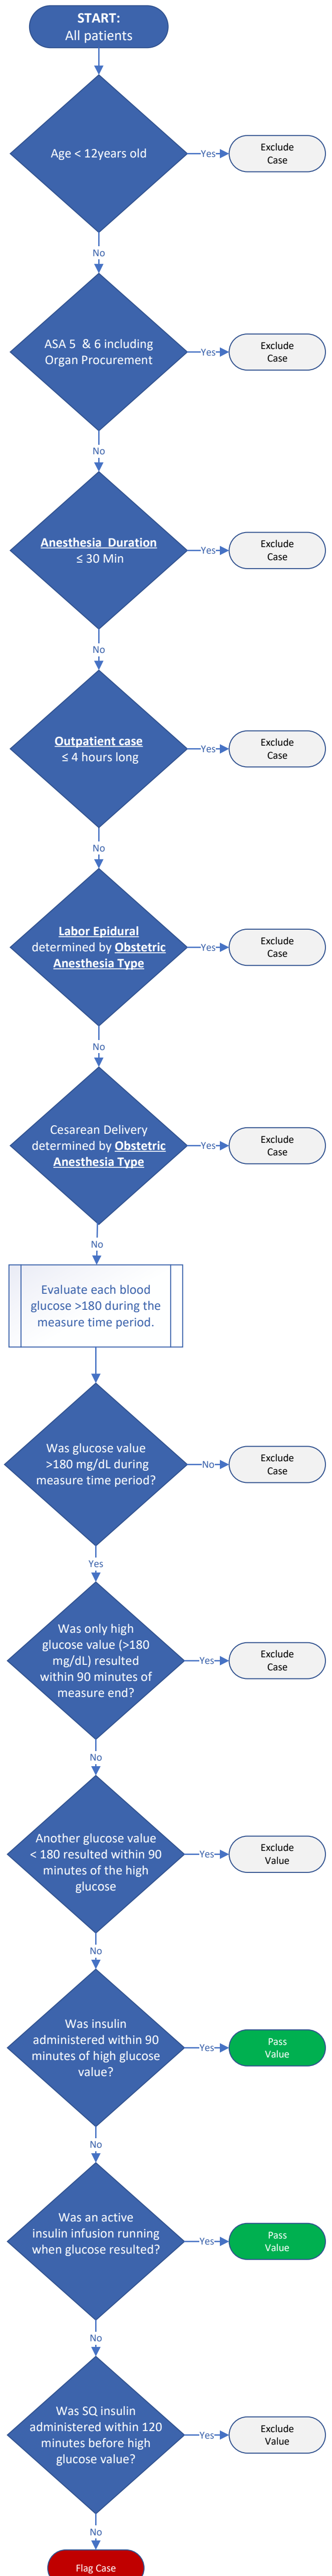 START:
All patients
Age < 12years old
Yes
Exclude
Case
No
ASA 5 & 6 including
Organ Procurement
Yes
Exclude
Case
No
Anesthesia Duration
≤ 30 Min
Yes
Exclude
Case
No
Outpatient case
≤ 4 hours long
Yes
Exclude
Case
No
Labor Epidural
determined by Obstetric
Anesthesia Type
Yes
Exclude
Case
No
Cesarean Delivery
determined by Obstetric
Anesthesia Type
Yes
Exclude
Case
No
Evaluate each blood
glucose >180 during the
measure time period.
Was glucose value
>180 mg/dL during
measure time period?
No
Exclude
Case
Yes
Was only high
glucose value (>180
mg/dL) resulted
within 90 minutes of
measure end?
Yes
Exclude
Case
No
Another glucose value
< 180 resulted within 90
minutes of the high
glucose
Yes
Exclude
Value
No
Was insulin
administered within 90
minutes of high glucose
value?
Yes
Pass
Value
No
Was an active
insulin infusion running
when glucose resulted?
Yes
Pass
Value
No
Was SQ insulin
administered within 120
minutes before high
glucose value?
Yes
Exclude
Value
No
Flag Case